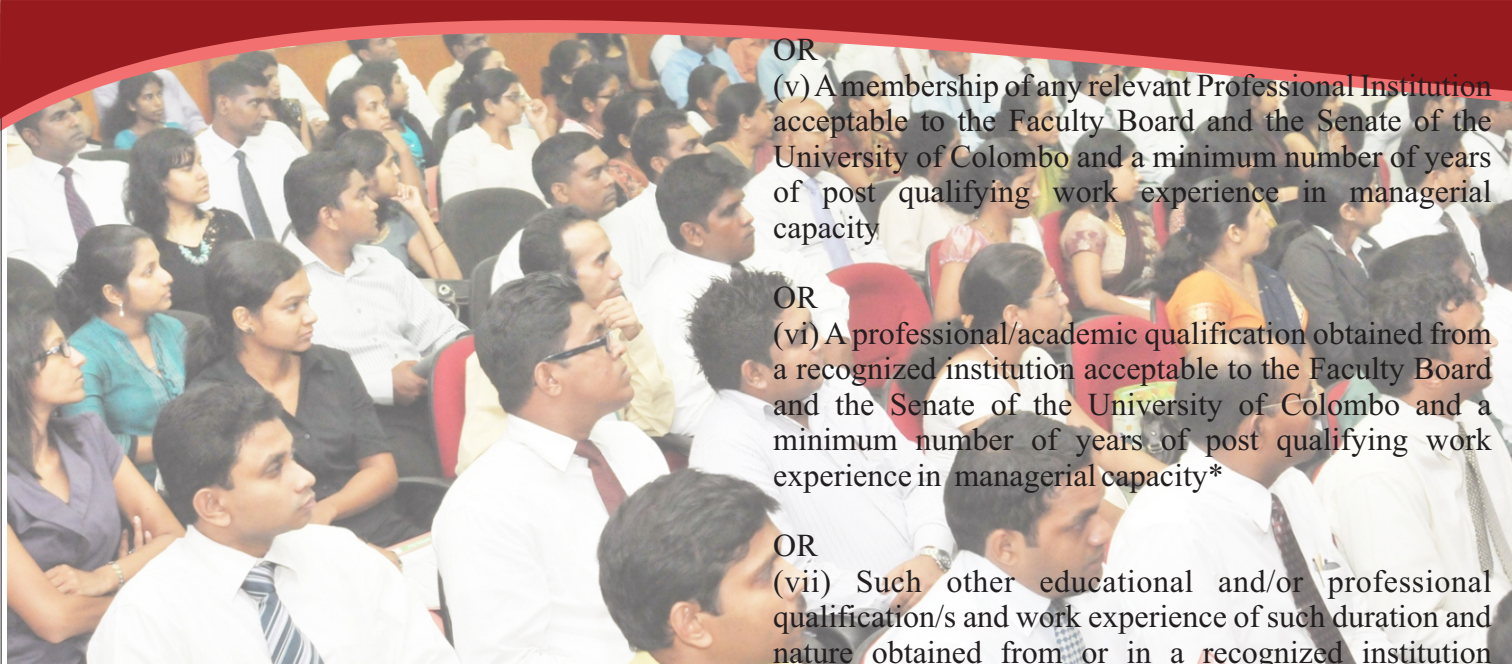 OR
(v) A membership of any relevant Professional Institution
acceptable to the Faculty Board and the Senate of the
University of Colombo and a minimum number of years
of post qualifying work experience in managerial
capacity
OR
(vi) A professional/academic qualification obtained from
a recognized institution acceptable to the Faculty Board
and the Senate of the University of Colombo and a
minimum number of years of post qualifying work
experience in managerial capacity*
OR
(vii) Such other educational and/or professional
qualification/s and work experience of such duration and
nature obtained from or in a recognized institution